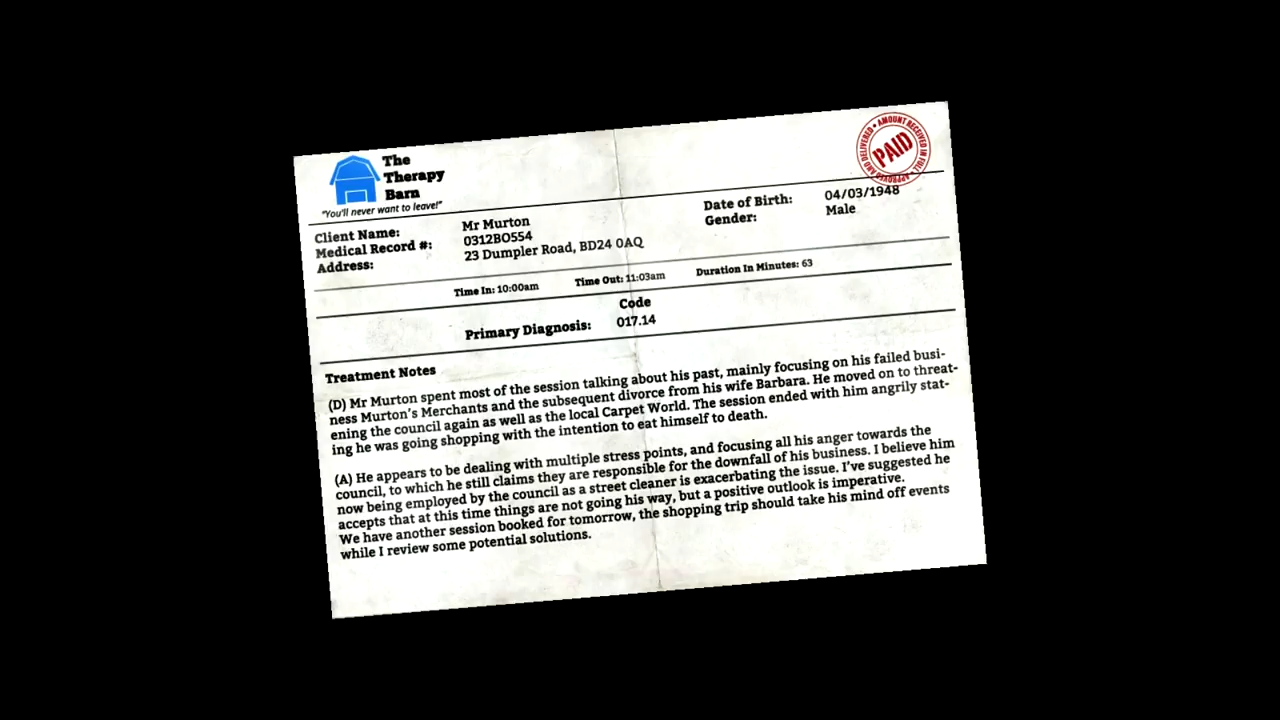 The
Therapy
Barn
"You'll never want to leave!"
AMOUNT RECEIVED IN FULL • APPROVED AND DELIVERED •
PAID
Client Name: Mr Murton
Medical Record #: 0312BO554
Address: 23 Dumpler Road, BD24 0AQ
Date of Birth: 04/03/1948
Gender: Male
Time In: 10:00am Time Out: 11:03am Duration In Minutes: 63
Code
Primary Diagnosis: 017.14
Treatment Notes
(D) Mr Murton spent most of the session talking about his past, mainly focusing on his failed busi-
ness Murton's Merchants and the subsequent divorce from his wife Barbara. He moved on to threat-
ening the council again as well as the local Carpet World. The session ended with him angrily stat-
ing he was going shopping with the intention to eat himself to death.
(A) He appears to be dealing with multiple stress points, and focusing all his anger towards the
council, to which he still claims they are responsible for the downfall of his business. I believe him
now being employed by the council as a street cleaner is exacerbating the issue. I've suggested he
accepts that at this time things are not going his way, but a positive outlook is imperative.
We have another session booked for tomorrow, the shopping trip should take his mind off events
while I review some potential solutions.